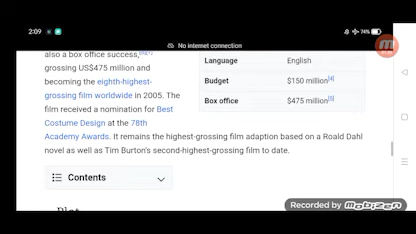 2:09
74%
No internet connection
also a box office success,
grossing US$475 million and
becoming the eighth-highest-
grossing film worldwide in 2005. The
film received a nomination for Best
Costume Design at the 78th
Academy Awards. It remains the highest-grossing film adaption based on a Roald Dahl
novel as well as Tim Burton's second-highest-grossing film to date.
Language English
Budget $150 million[4]
Box office $475 million[5]
Contents
Recorded by
MOBIZEN